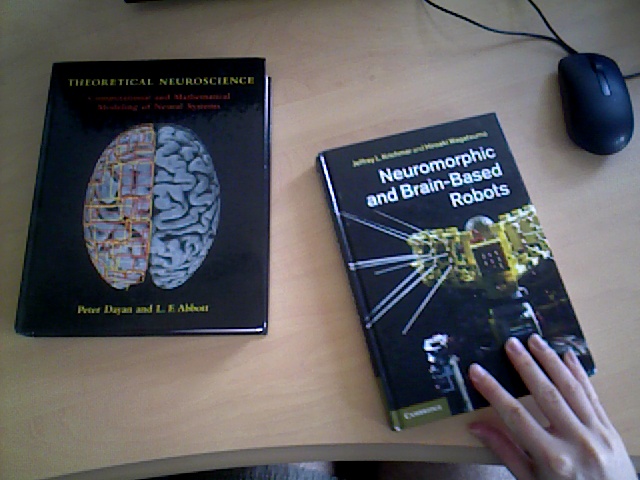 THEORETICAL NEUROSCIENCE
Computational and Mathematical
Modeling of Neural Systems
Peter Dayan and L. F. Abbott
Jeffrey L. Krichmar and Hiroaki Wagatsuma
Neuromorphic
and Brain-Based
Robots
CAMBRIDGE